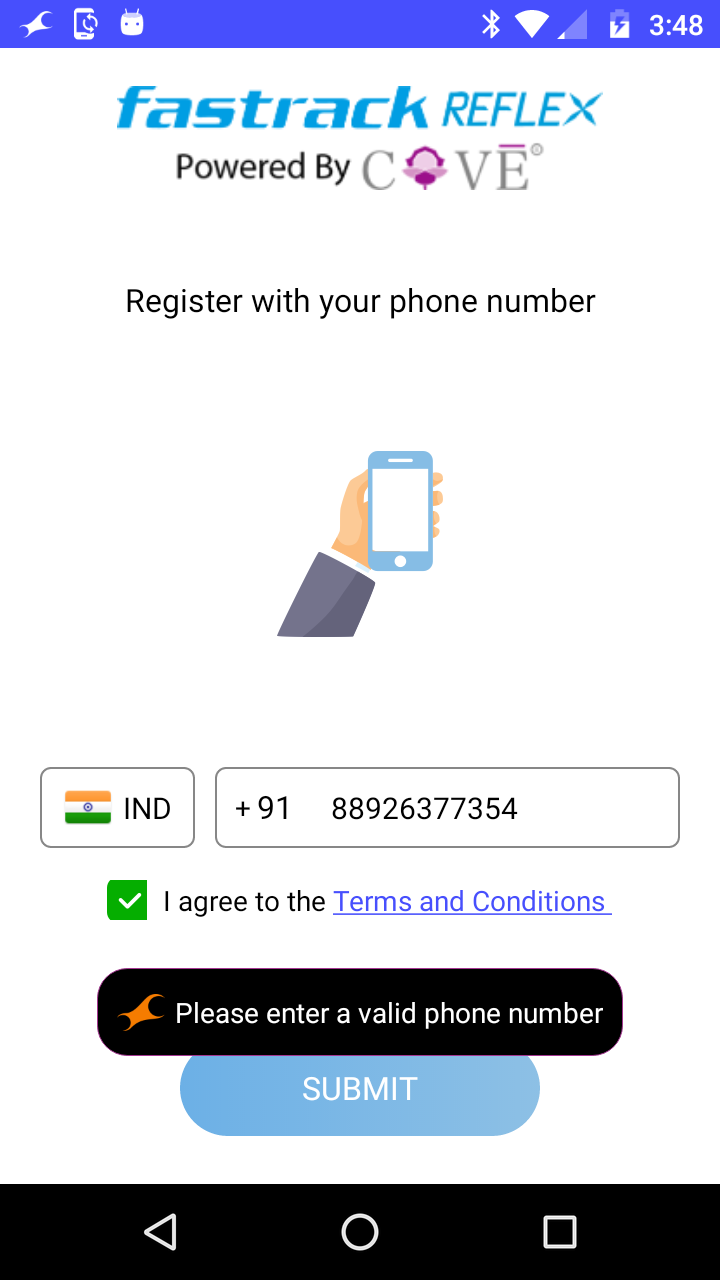 3:48
fastrack REFLEX
Powered By COVE®
Register with your phone number
IND
+ 91 88926377354
I agree to the Terms and Conditions
Please enter a valid phone number
SUBMIT